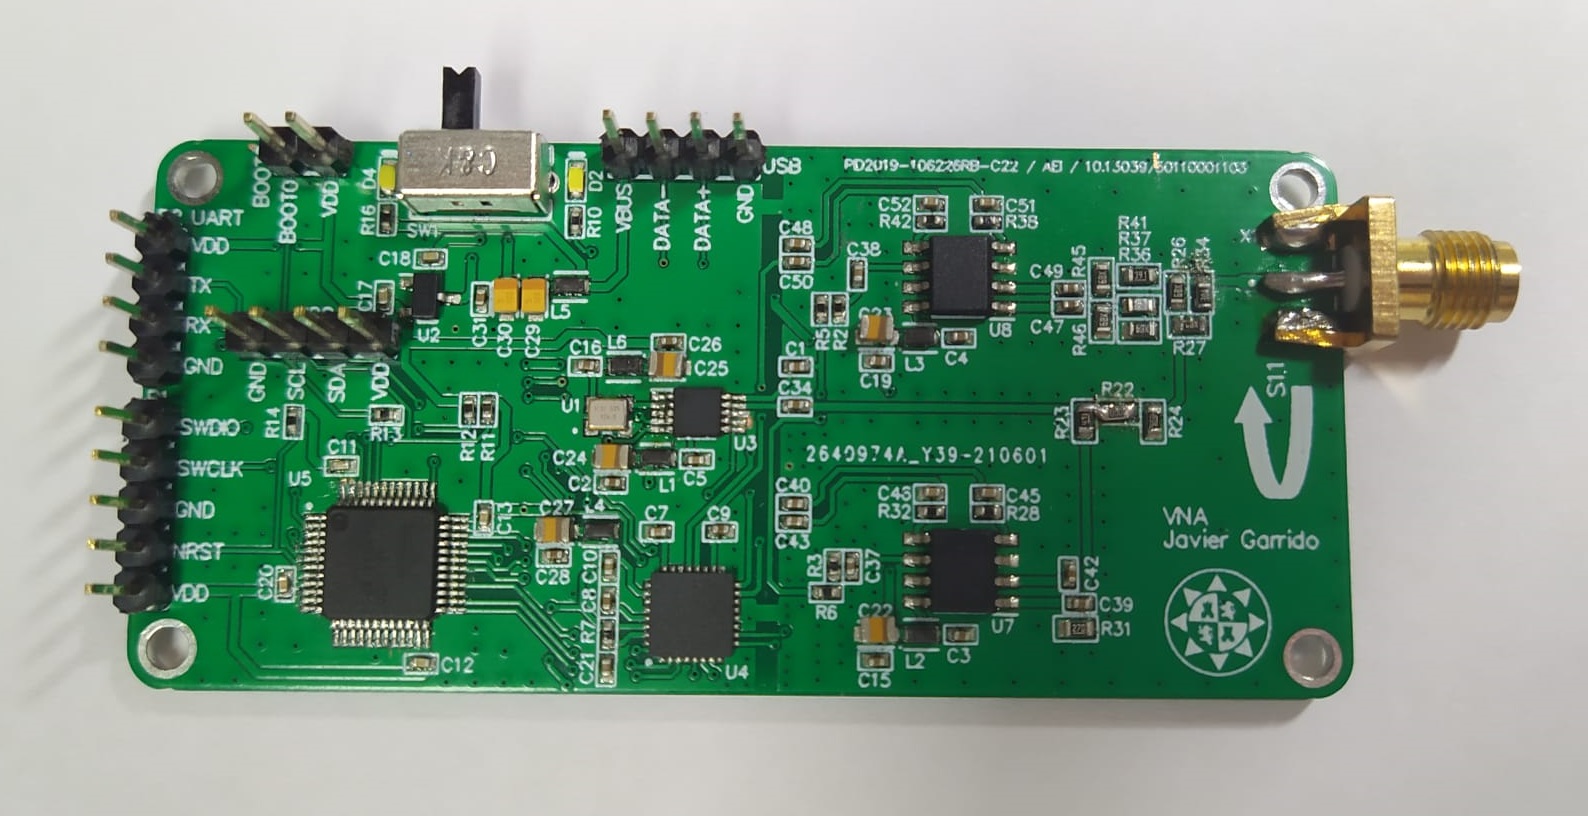 BOOT
BOOT0
VDD
D4
R16
C&K
SW1
D2
R10
VBUS
DATA-
DATA+
GND
USB
PD2019-106226RB-C22 / AEI / 10.13039/501100011033
UART
VDD
TX
RX
GND
C18
C17
U2
C31
C30
C29
L5
GND
SCL
SDA
VDD
SWDIO
SWCLK
GND
NRST
VDD
R14
R13
R12
R11
C11
U5
C13
C20
C12
C16
L6
C26
C25
U1
U3
C24
C2
L1
C5
C27
L4
C28
C7
C9
C10
C8
R7
C21
U4
C48
C50
C1
C34
C52
R42
C51
R38
C38
R5
R2
C23
C19
L3
C4
U8
C49
C47
R45
R46
R41
R37
R36
R26
R34
R27
S1.1
R22
R23
R24
2640974A_Y39-210601
C40
C43
C46
R32
C45
R28
R3
C37
R6
C22
C15
L2
C3
U7
C42
C39
R31
VNA
Javier Garrido